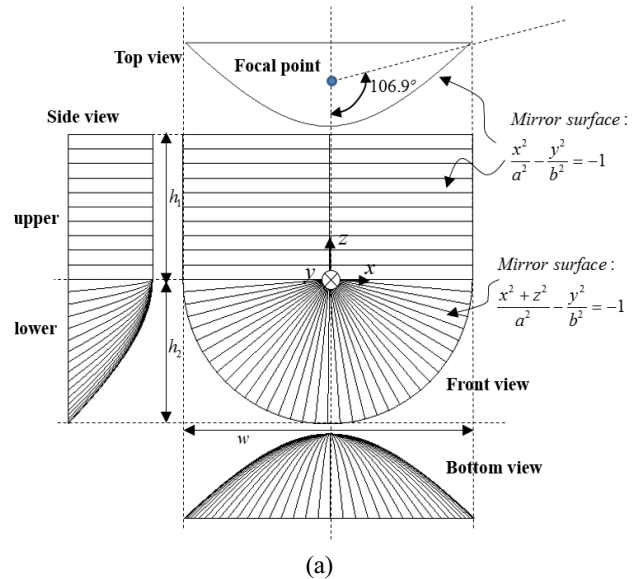 Top view
Focal point
106.9°
Side view
Mirror surface :
x²/a² − y²/b² = −1
upper
h₁
z
y
x
Mirror surface :
(x² + z²)/a² − y²/b² = −1
lower
h₂
Front view
w
Bottom view
(a)